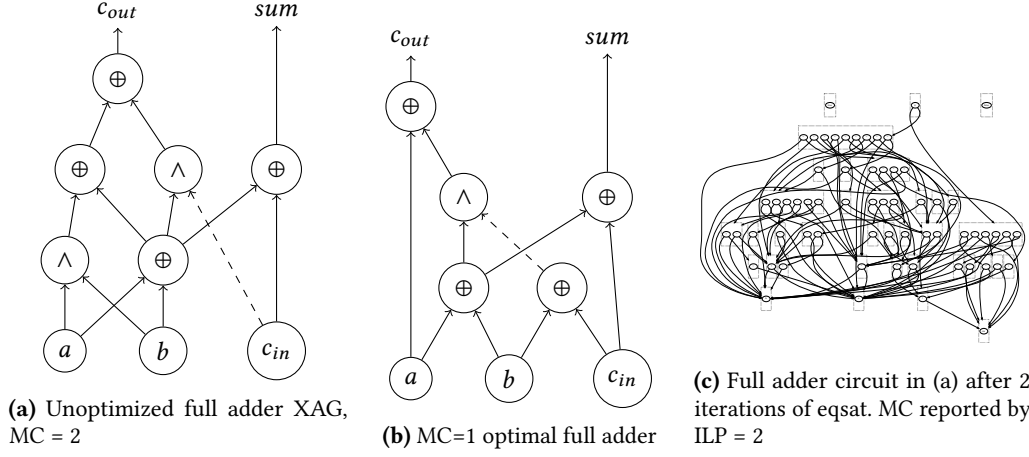 c_out
sum
⊕
⊕
∧
⊕
∧
⊕
a
b
c_in
(a) Unoptimized full adder XAG,
MC = 2
c_out
sum
⊕
∧
⊕
⊕
⊕
a
b
c_in
(b) MC=1 optimal full adder
(c) Full adder circuit in (a) after 2
iterations of eqsat. MC reported by
ILP = 2